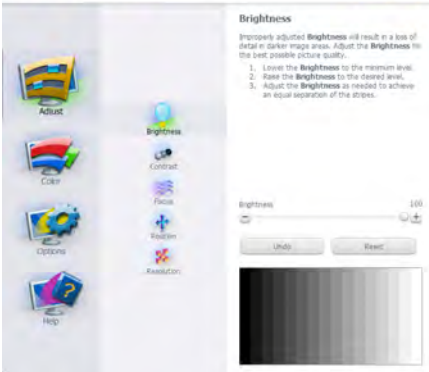 Brightness
Improperly adjusted Brightness will result in a loss of
detail in darker image areas. Adjust the Brightness for
the best possible picture quality.
1. Lower the Brightness to the minimum level.
2. Raise the Brightness to the desired level.
3. Adjust the Brightness as needed to achieve
an equal separation of the stripes.
Adjust
Color
Options
Help
Brightness
Contrast
Focus
Position
Resolution
Brightness 100
Undo Reset